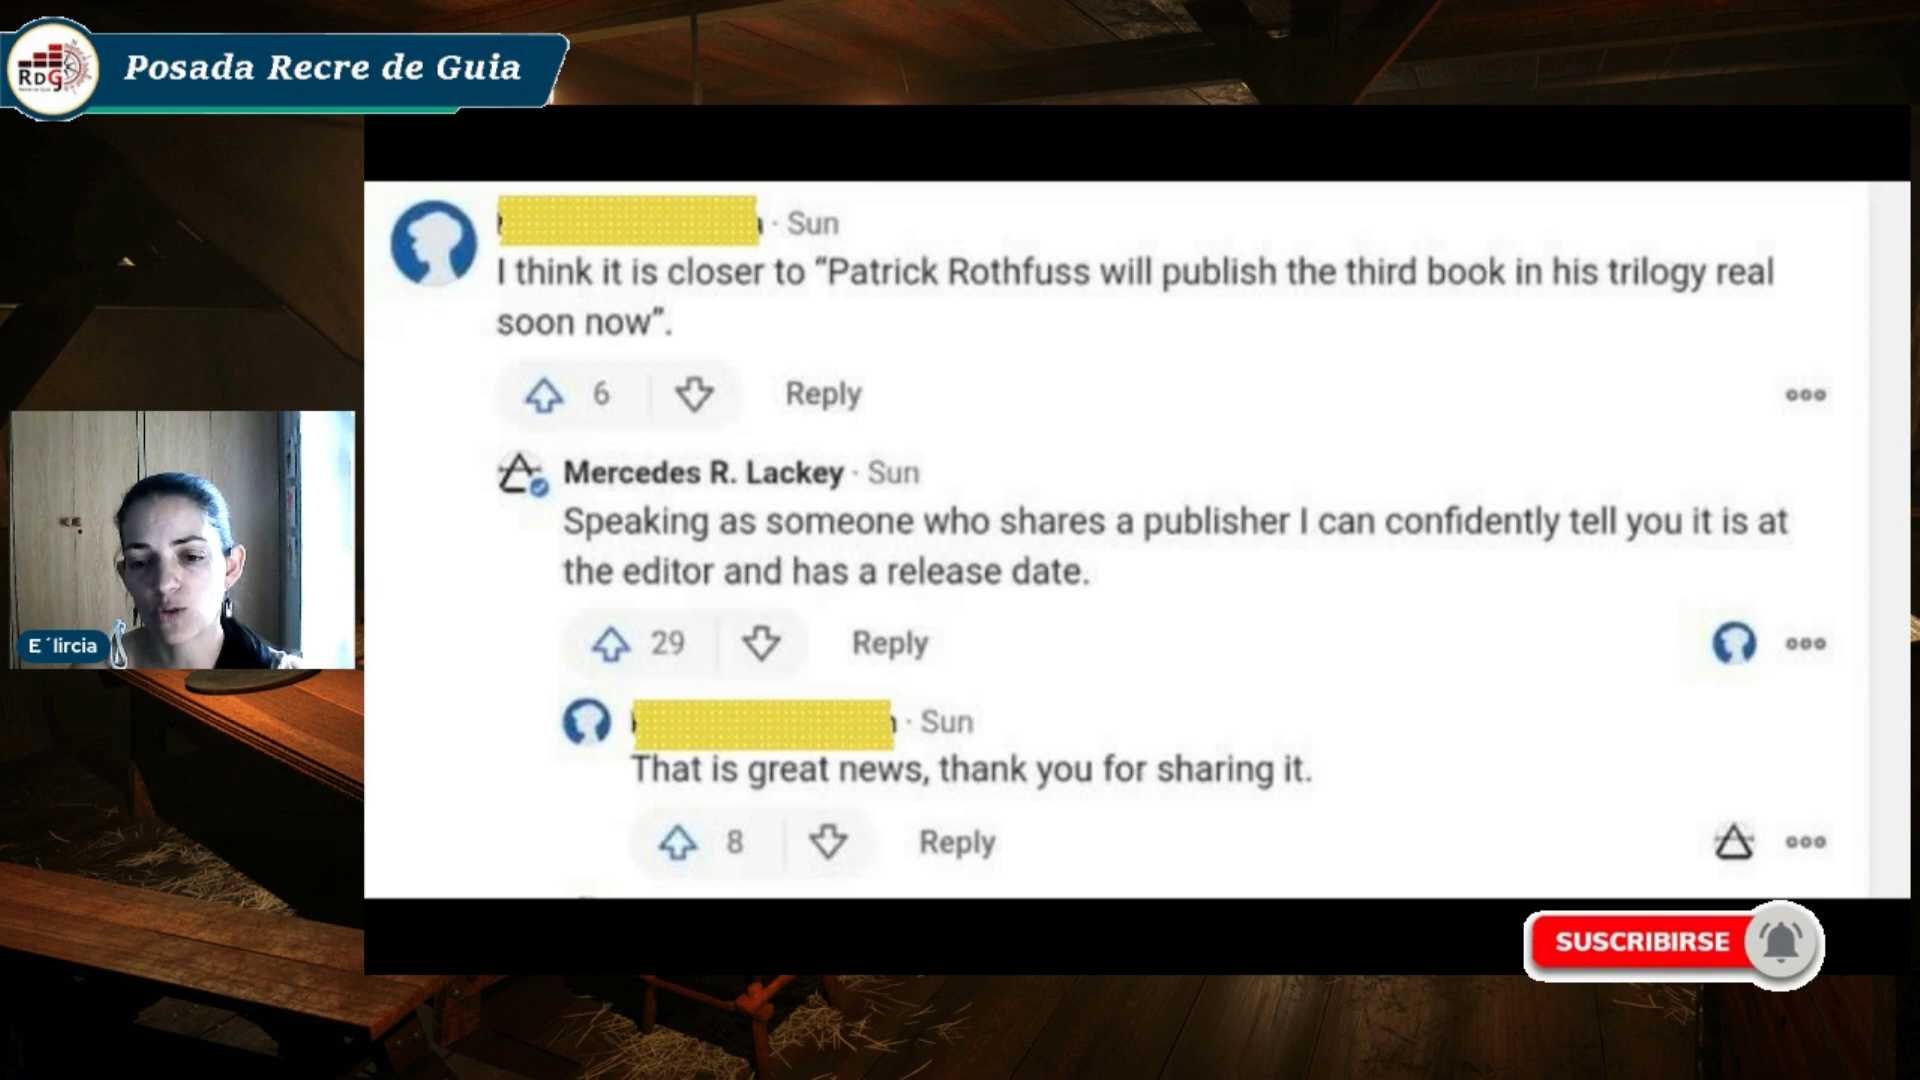 RDG
Posada Recre de Guia
· Sun
I think it is closer to “Patrick Rothfuss will publish the third book in his trilogy real
soon now”.
6
Reply
Mercedes R. Lackey · Sun
Speaking as someone who shares a publisher I can confidently tell you it is at
the editor and has a release date.
29
Reply
· Sun
That is great news, thank you for sharing it.
8
Reply
E´lircia
SUSCRIBIRSE